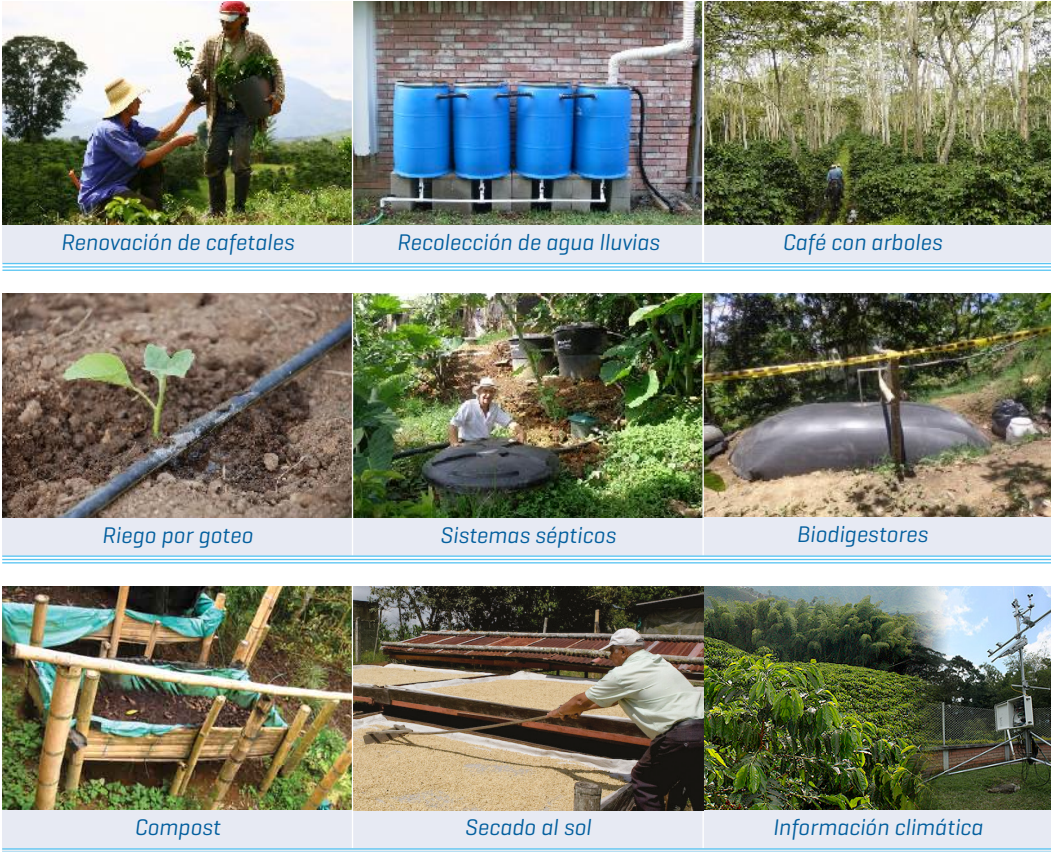 Renovación de cafetales
Recolección de agua lluvias
Café con arboles
Riego por goteo
Sistemas sépticos
Biodigestores
Compost
Secado al sol
Información climática